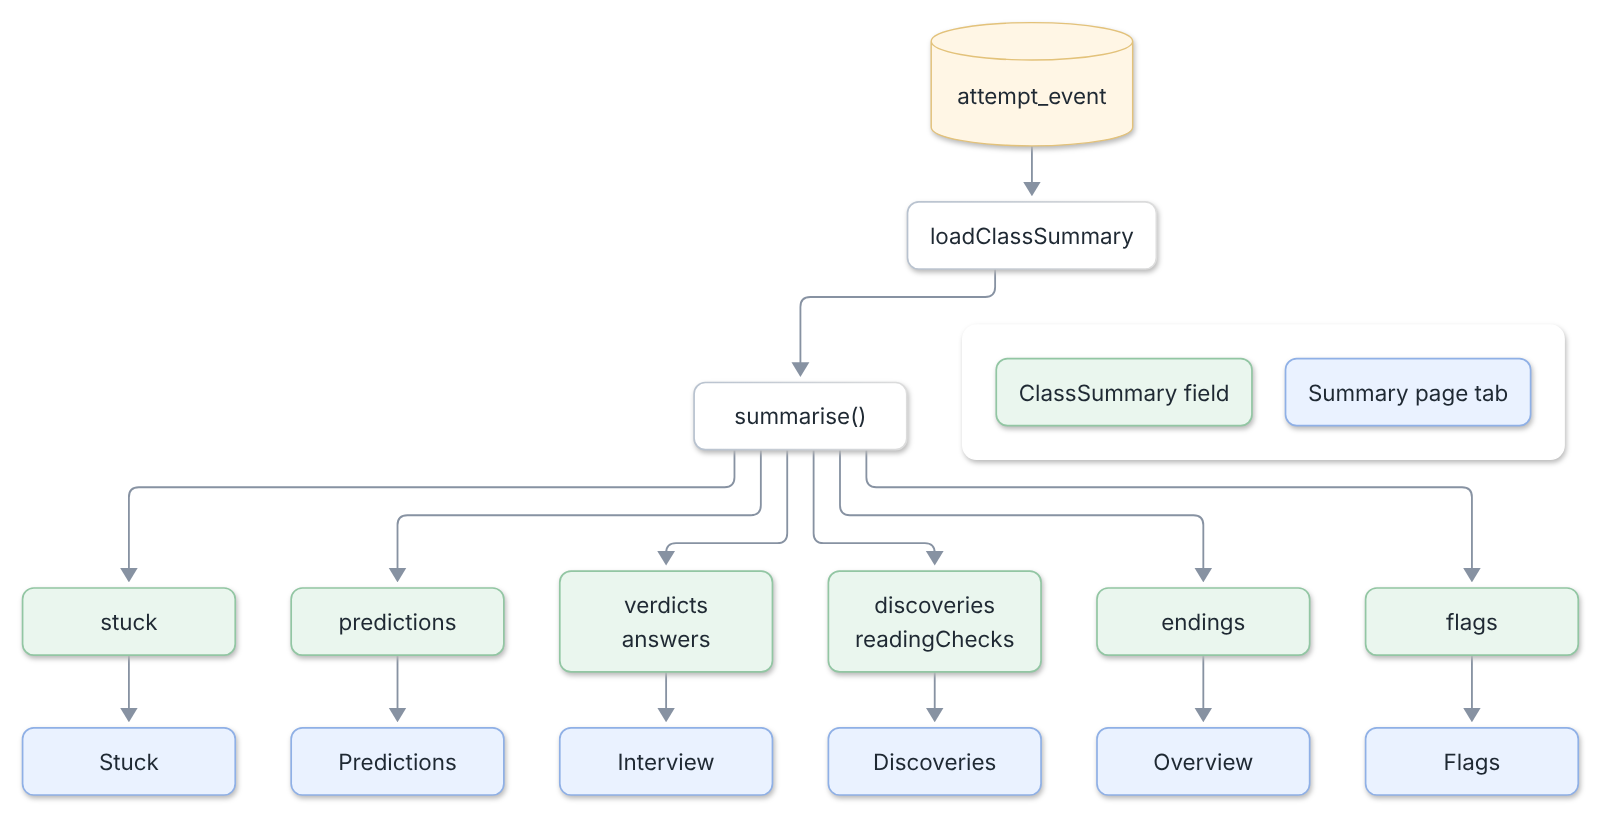 attempt_event
loadClassSummary
ClassSummary field
Summary page tab
summarise()
stuck
predictions
verdicts
answers
discoveries
readingChecks
endings
flags
Stuck
Predictions
Interview
Discoveries
Overview
Flags